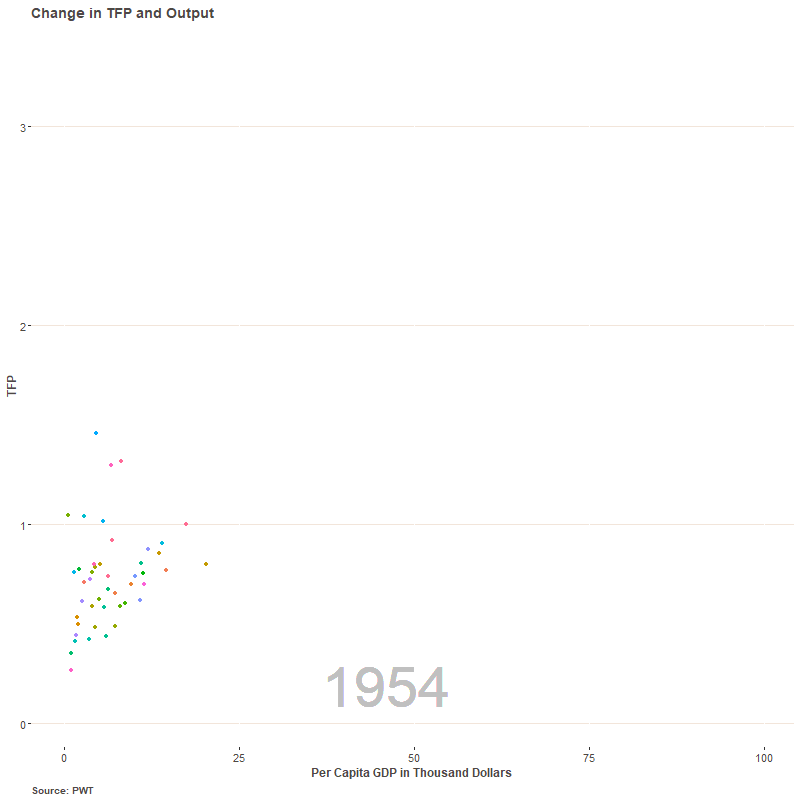 Change in TFP and Output
3
2
TFP
1
1954
0
0 25 50 75 100
Per Capita GDP in Thousand Dollars
Source: PWT